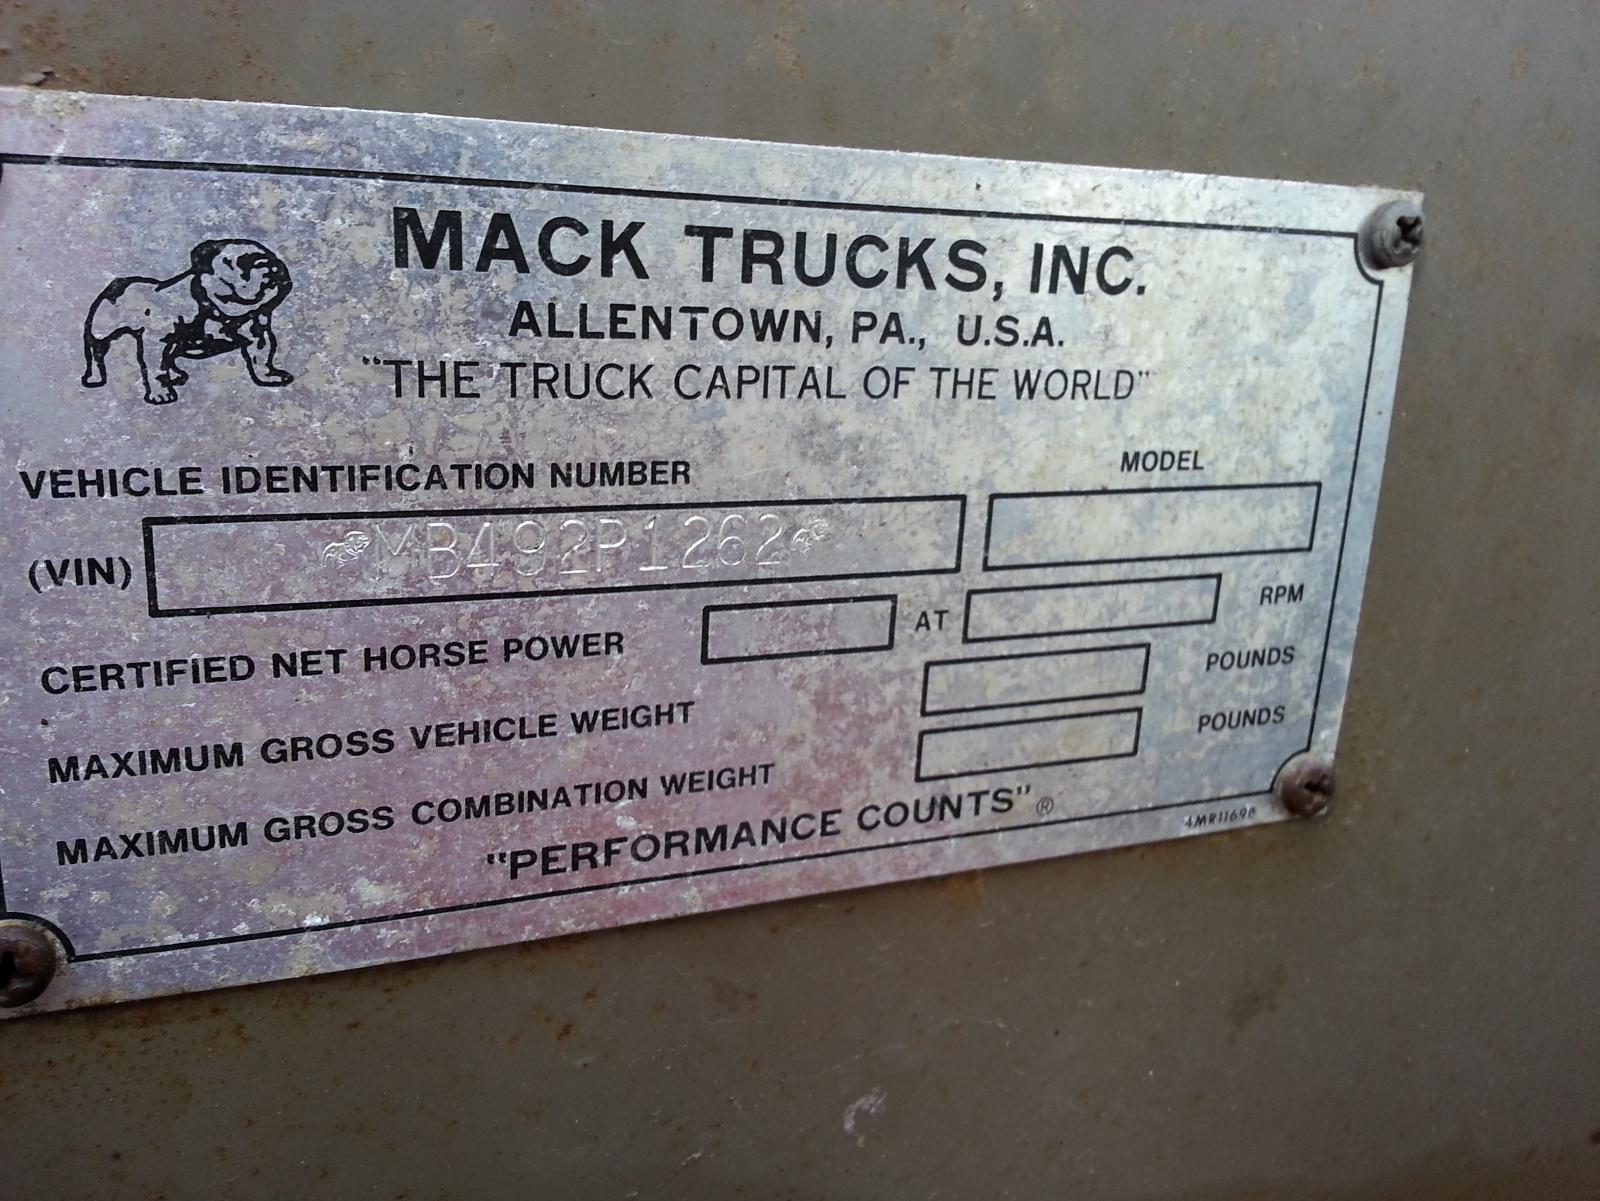 MACK TRUCKS, INC.
ALLENTOWN, PA., U.S.A.
"THE TRUCK CAPITAL OF THE WORLD"
VEHICLE IDENTIFICATION NUMBER MODEL
(VIN) MB492P1262
CERTIFIED NET HORSE POWER AT RPM
MAXIMUM GROSS VEHICLE WEIGHT POUNDS
MAXIMUM GROSS COMBINATION WEIGHT POUNDS
"PERFORMANCE COUNTS"®